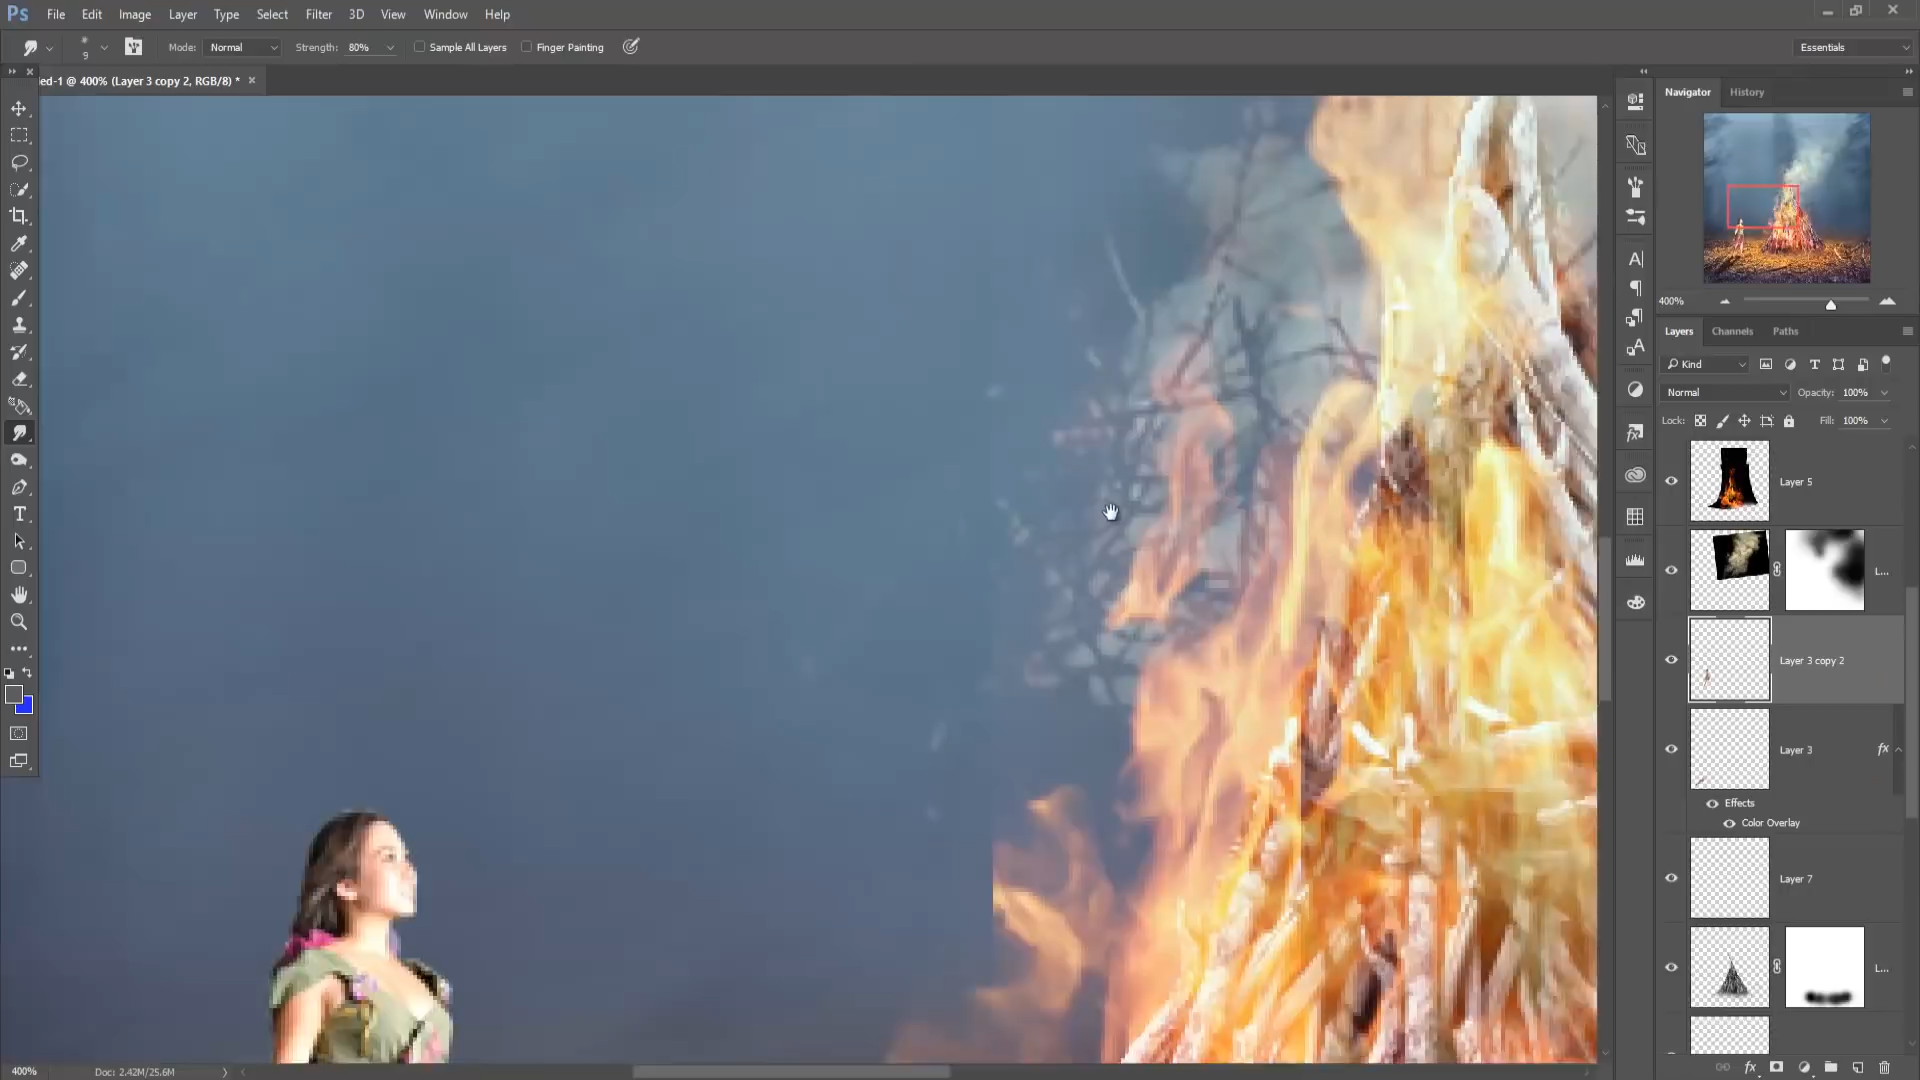 Ps File Edit Image Layer Type Select Filter 3D View Window Help
9 Mode: Normal Strength: 80% Sample All Layers Finger Painting Essentials
ed-1 @ 400% (Layer 3 copy 2, RGB/8) * ×
Navigator History
400%
Layers Channels Paths
Kind
Normal Opacity: 100%
Lock: Fill: 100%
Layer 5
L...
Layer 3 copy 2
Layer 3 fx
Effects
Color Overlay
Layer 7
L...
400% Doc: 2.42M/25.6M